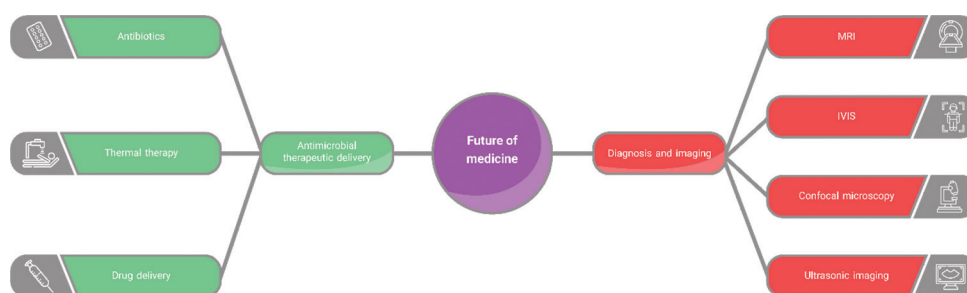 Antibiotics
Thermal therapy
Drug delivery
Antimicrobial
therapeutic delivery
Future of
medicine
Diagnosis and imaging
MRI
IVIS
Confocal microscopy
Ultrasonic imaging